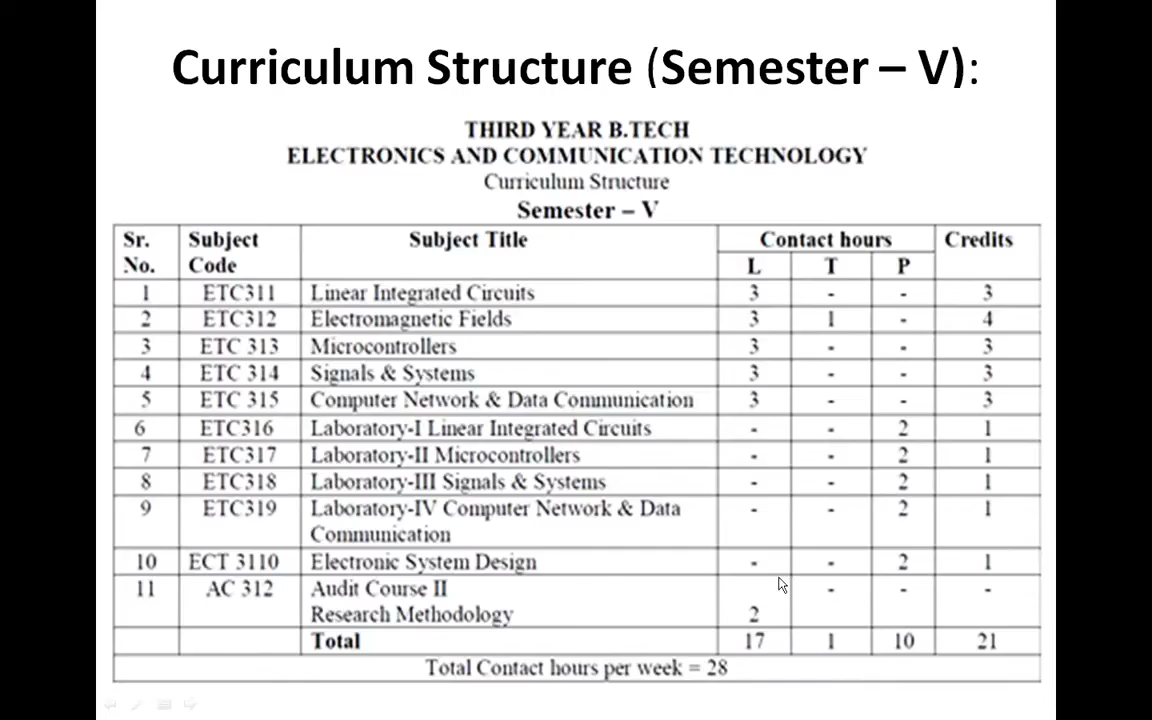 Curriculum Structure (Semester – V):
THIRD YEAR B.TECH
ELECTRONICS AND COMMUNICATION TECHNOLOGY
Curriculum Structure
Semester – V
Sr. No. Subject Code Subject Title Contact hours Credits
L T P
1 ETC311 Linear Integrated Circuits 3 - - 3
2 ETC312 Electromagnetic Fields 3 1 - 4
3 ETC 313 Microcontrollers 3 - - 3
4 ETC 314 Signals & Systems 3 - - 3
5 ETC 315 Computer Network & Data Communication 3 - - 3
6 ETC316 Laboratory-I Linear Integrated Circuits - - 2 1
7 ETC317 Laboratory-II Microcontrollers - - 2 1
8 ETC318 Laboratory-III Signals & Systems - - 2 1
9 ETC319 Laboratory-IV Computer Network & Data - - 2 1
Communication
10 ECT 3110 Electronic System Design - - 2 1
11 AC 312 Audit Course II - - -
Research Methodology 2
Total 17 1 10 21
Total Contact hours per week = 28